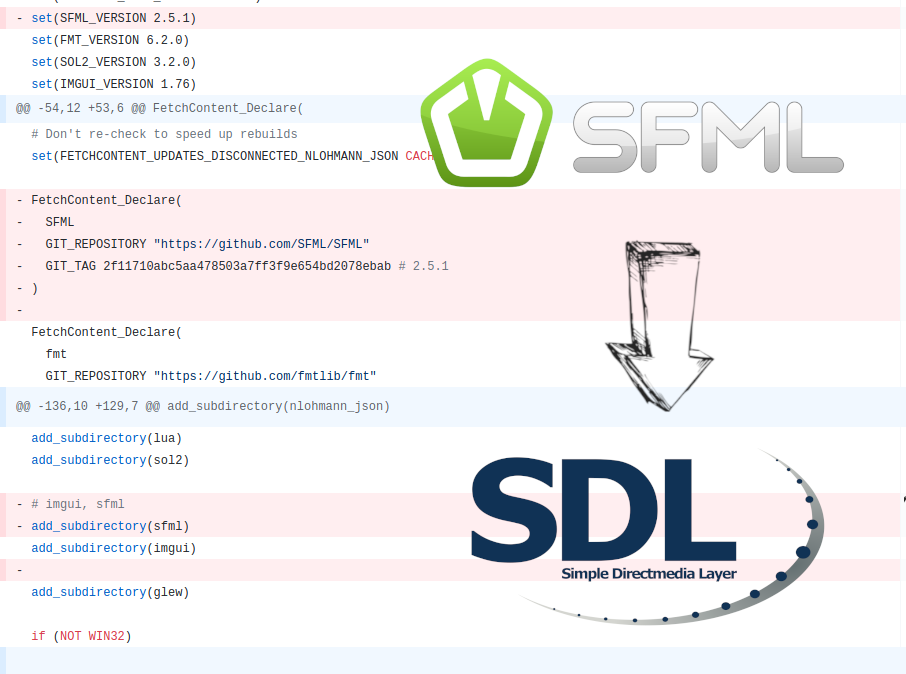 - set(SFML_VERSION 2.5.1)
set(FMT_VERSION 6.2.0)
set(SOL2_VERSION 3.2.0)
set(IMGUI_VERSION 1.76)
@@ -54,12 +53,6 @@ FetchContent_Declare(
# Don't re-check to speed up rebuilds
set(FETCHCONTENT_UPDATES_DISCONNECTED_NLOHMANN_JSON CACH
SFML
- FetchContent_Declare(
- SFML
- GIT_REPOSITORY "https://github.com/SFML/SFML"
- GIT_TAG 2f11710abc5aa478503a7ff3f9e654bd2078ebab # 2.5.1
- )
-
FetchContent_Declare(
fmt
GIT_REPOSITORY "https://github.com/fmtlib/fmt"
@@ -136,10 +129,7 @@ add_subdirectory(nlohmann_json)
add_subdirectory(lua)
add_subdirectory(sol2)
- # imgui, sfml
- add_subdirectory(sfml)
add_subdirectory(imgui)
-
add_subdirectory(glew)
if (NOT WIN32)
SDL
Simple Directmedia Layer